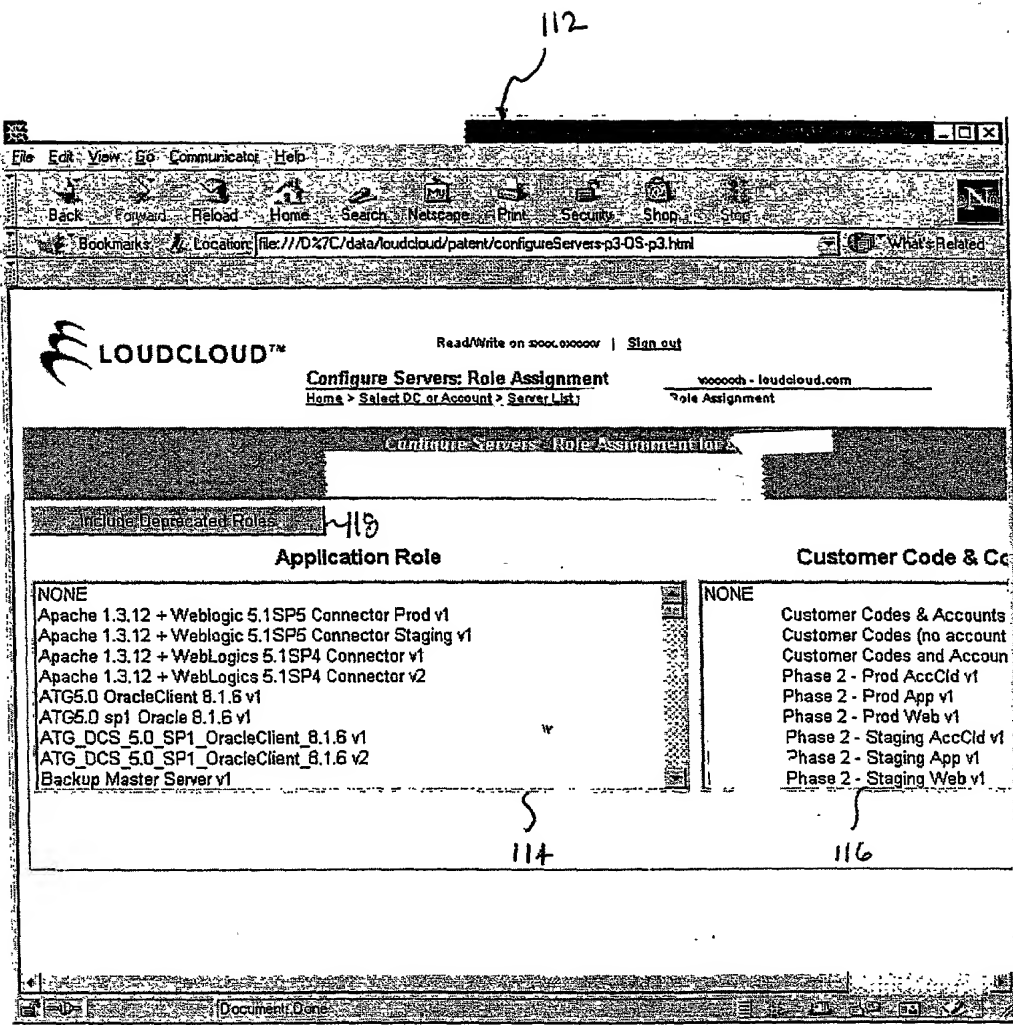 112
File Edit View Go Communicator Help
Back Forward Reload Home Search Netscape Print Security Shop Stop
Bookmarks Location: file:///D%7C/data/loudcloud/patent/configureServers-p3-OS-p3.html What's Related
LOUDCLOUD™
Read/Write on | Sign out
Configure Servers: Role Assignment
- loudcloud.com
Home > Select DC or Account > Server List
Role Assignment
Configure Servers: Role Assignment for
Include Deprecated Roles
118
Application Role
Customer Code & Co
NONE
Apache 1.3.12 + Weblogic 5.1SP5 Connector Prod v1
Apache 1.3.12 + Weblogic 5.1SP5 Connector Staging v1
Apache 1.3.12 + WebLogics 5.1SP4 Connector v1
Apache 1.3.12 + WebLogics 5.1SP4 Connector v2
ATG5.0 OracleClient 8.1.6 v1
ATG5.0 sp1 Oracle 8.1.6 v1
ATG_DCS_5.0_SP1_OracleClient_8.1.6 v1
ATG_DCS_5.0_SP1_OracleClient_8.1.6 v2
Backup Master Server v1
NONE
Customer Codes & Accounts
Customer Codes (no account
Customer Codes and Accoun
Phase 2 - Prod AccCld v1
Phase 2 - Prod App v1
Phase 2 - Prod Web v1
Phase 2 - Staging AccCld v1
Phase 2 - Staging App v1
Phase 2 - Staging Web v1
114
116
Document: Done